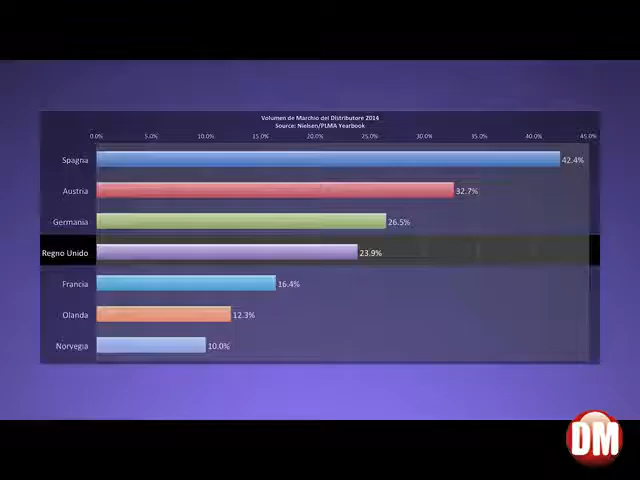 Volumen de Marchio del Distributore 2014
Source: Nielsen/PLMA Yearbook
0.0% 5.0% 10.0% 15.0% 20.0% 25.0% 30.0% 35.0% 40.0% 45.0%
Spagna 42.4%
Austria 32.7%
Germania 26.5%
Regno Unido 23.9%
Francia 16.4%
Olanda 12.3%
Norvegia 10.0%
DM